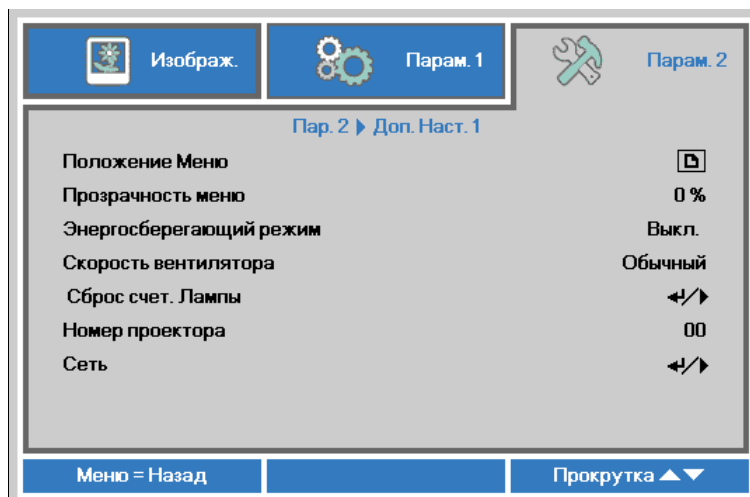 Изображ. Парам. 1 Парам. 2
Пар. 2 ▶ Доп. Наст. 1
Положение Меню
Прозрачность меню 0 %
Энергосберегающий режим Выкл.
Скорость вентилятора Обычный
Сброс счет. Лампы ↵/▶
Номер проектора 00
Сеть ↵/▶
Меню = Назад Прокрутка ▲▼